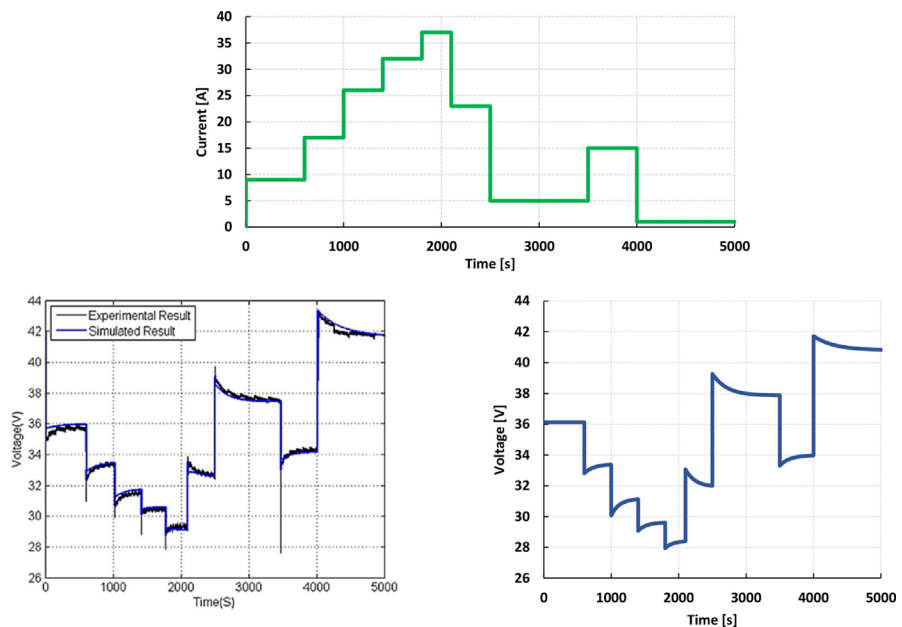 40
35
30
25
20
15
10
5
0
Current [A]
0 1000 2000 3000 4000 5000
Time [s]
44
42
40
38
36
34
32
30
28
26
Voltage(V)
Experimental Result
Simulated Result
0 1000 2000 3000 4000 5000
Time(S)
44
42
40
38
36
34
32
30
28
26
Voltage [V]
0 1000 2000 3000 4000 5000
Time [s]